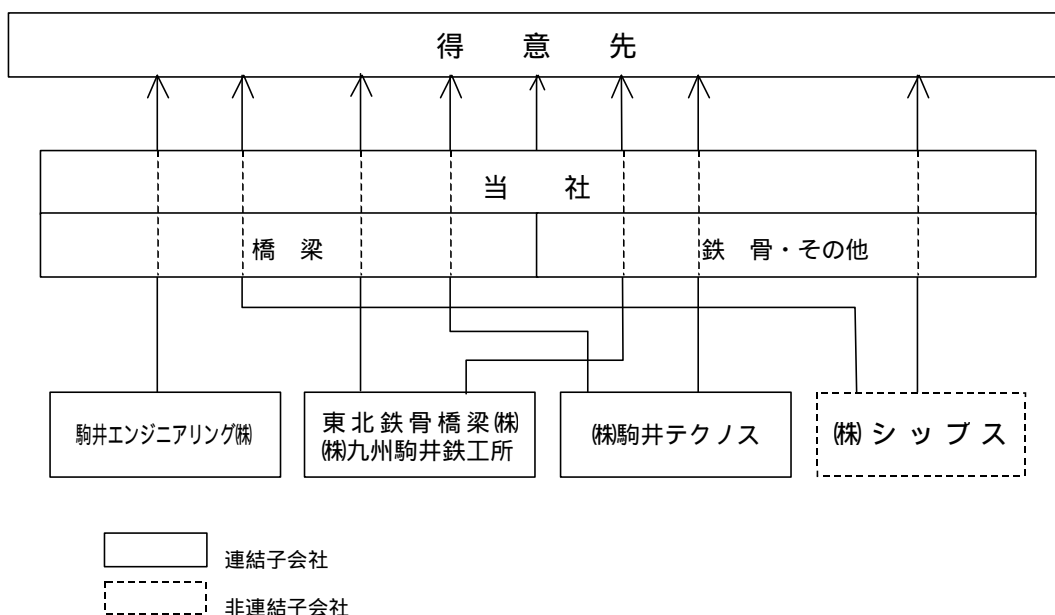 得 意 先
当 社
橋 梁
鉄 骨・その他
駒井エンジニアリング㈱
東北鉄骨橋梁㈱
㈱九州駒井鉄工所
㈱駒井テクノス
㈱シップス
連結子会社
非連結子会社